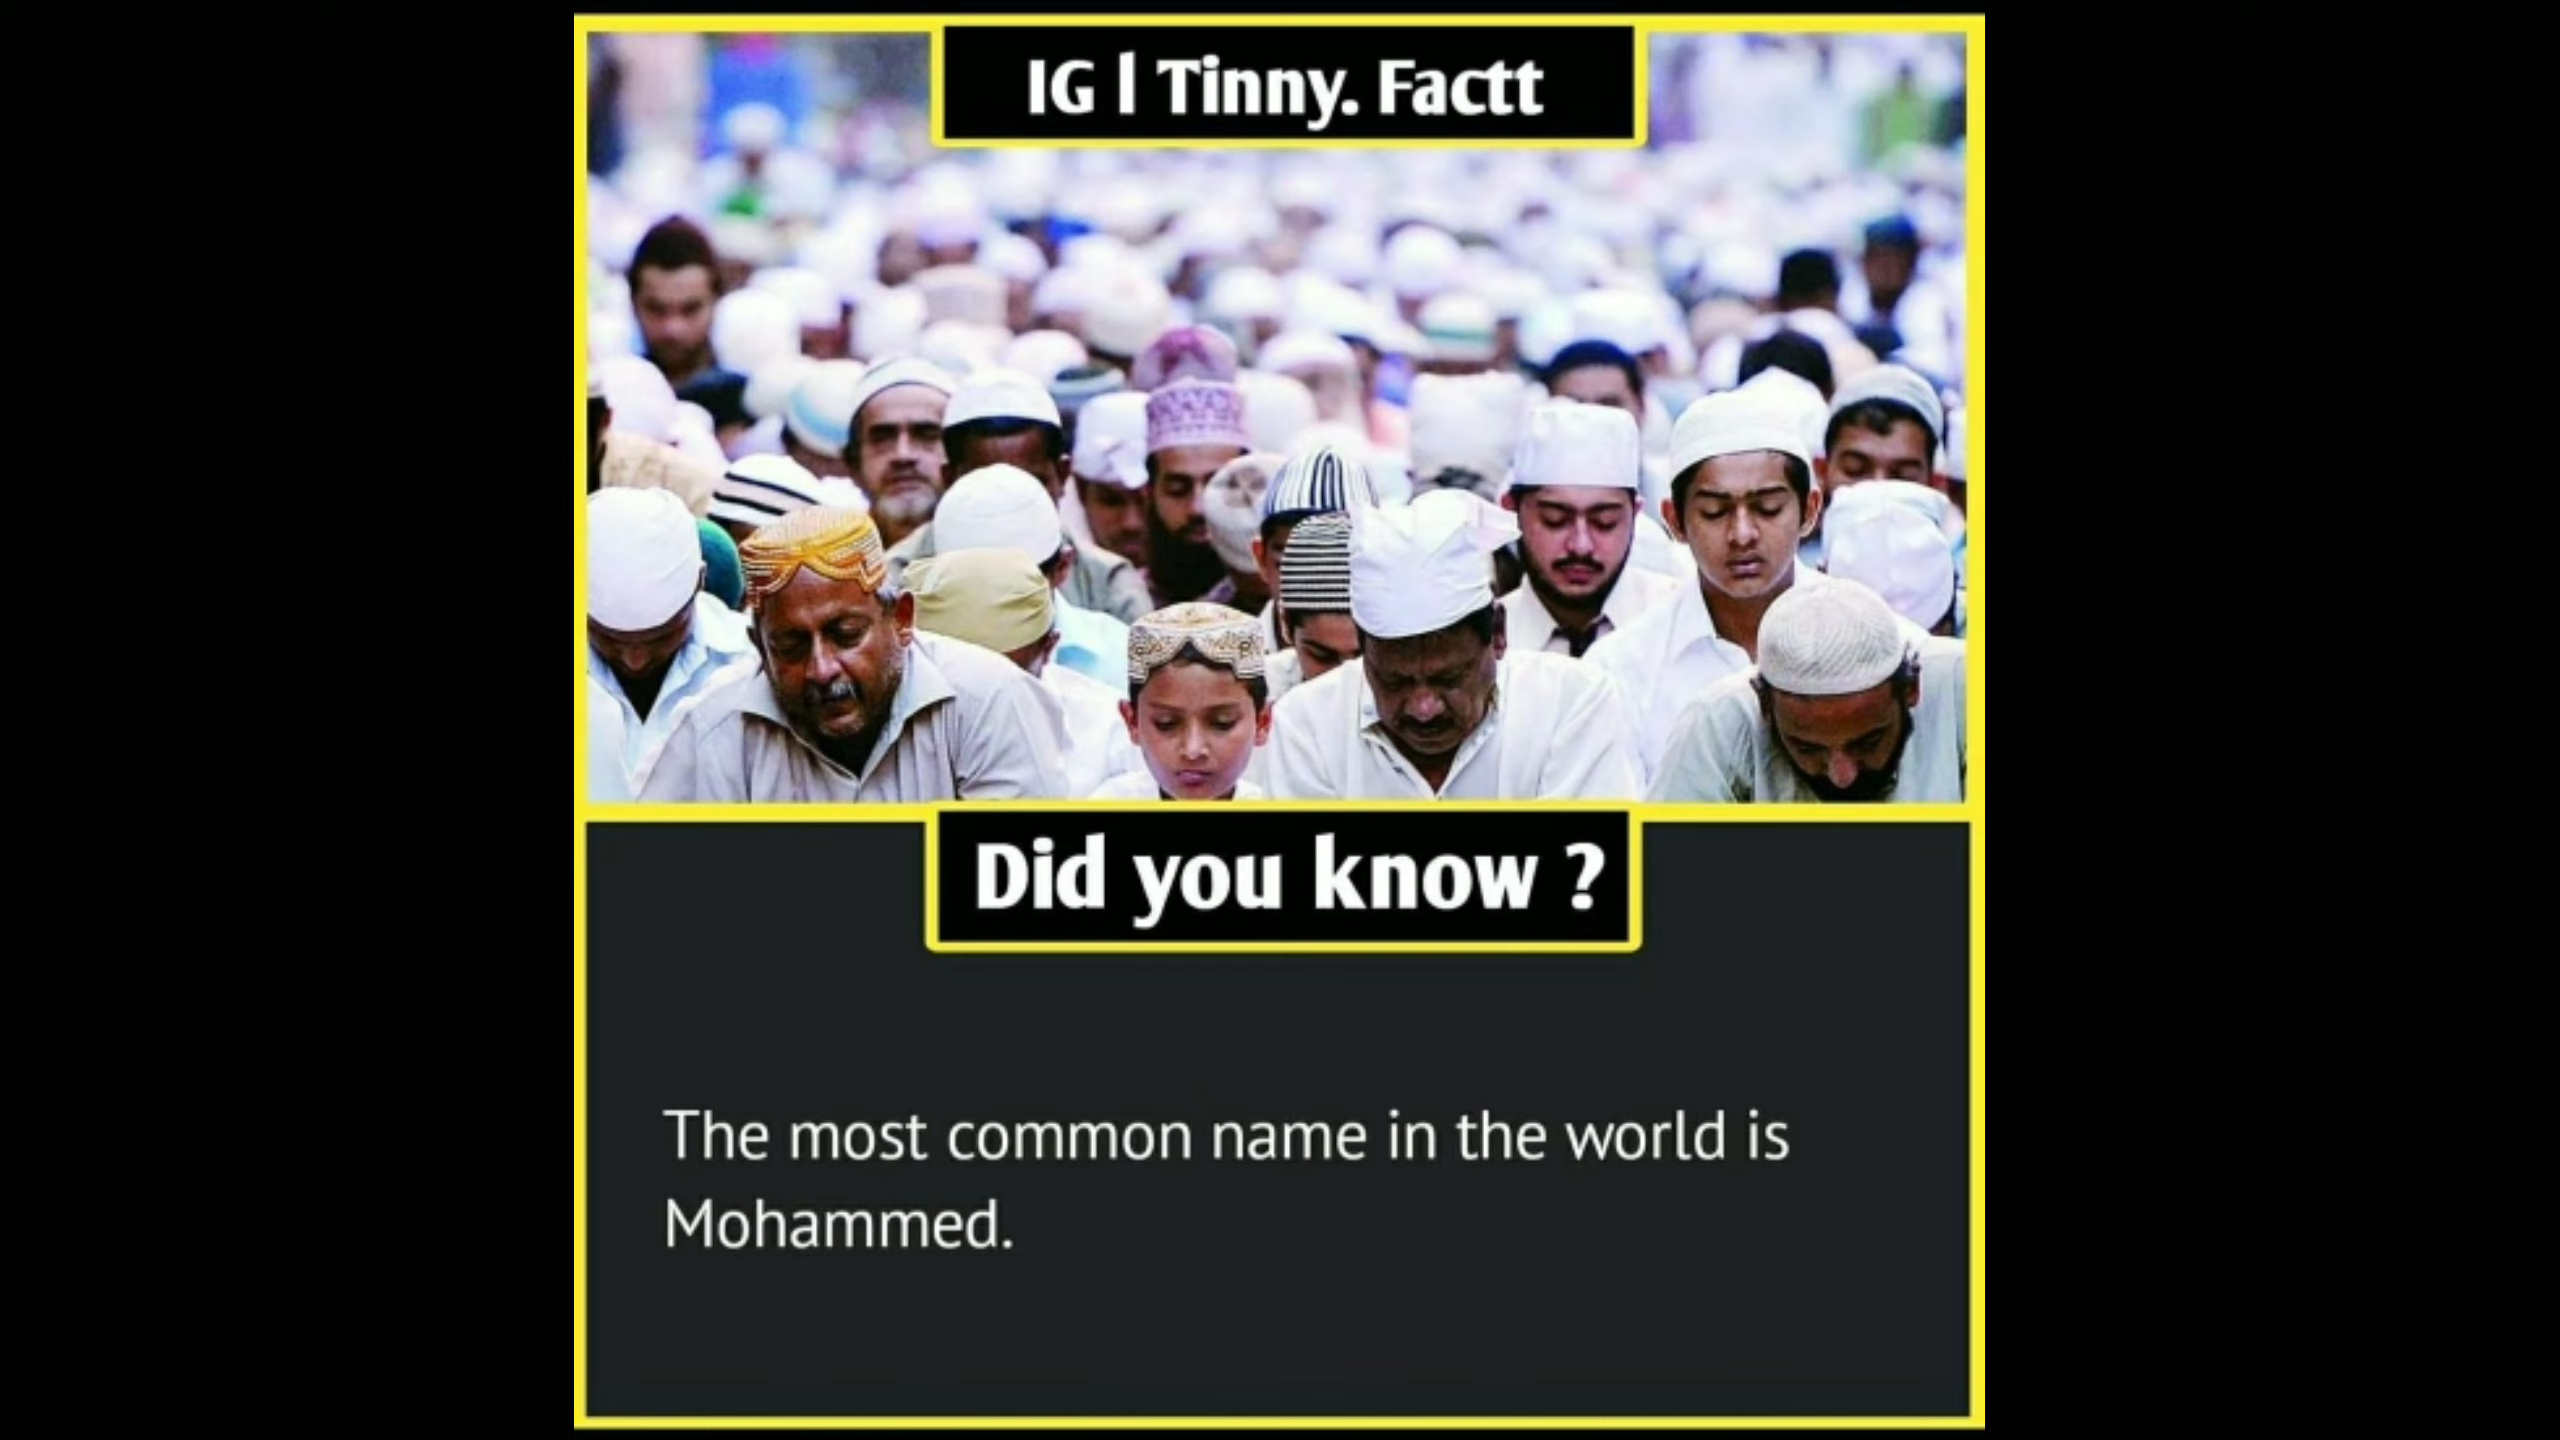 IG | Tinny. Factt
Did you know ?
The most common name in the world is
Mohammed.